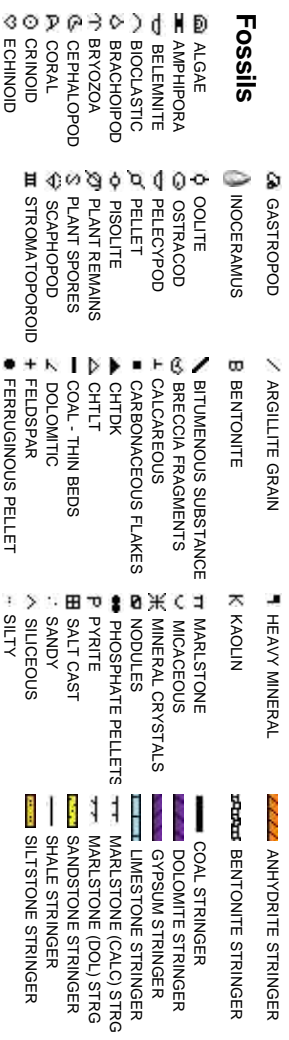 Fossils
ALGAE
AMPHIPORA
BELEMNITE
BIOCLASTIC
BRACHOIPOD
BRYOZOA
CEPHALOPOD
CORAL
CRINOID
ECHINOID
GASTROPOD
INOCERAMUS
OOLITE
OSTRACOD
PELECYPOD
PELLET
PISOLITE
PLANT REMAINS
PLANT SPORES
SCAPHOPOD
STROMATOPOROID
ARGILLITE GRAIN
B BENTONITE
BITUMENOUS SUBSTANCE
BRECCIA FRAGMENTS
CALCAREOUS
CARBONACEOUS FLAKES
CHTDK
CHTLT
COAL - THIN BEDS
DOLOMITIC
FELDSPAR
FERRUGINOUS PELLET
HEAVY MINERAL
K KAOLIN
MARLSTONE
MICACEOUS
MINERAL CRYSTALS
NODULES
PHOSPHATE PELLETS
P PYRITE
SALT CAST
SANDY
SILICEOUS
SILTY
ANHYDRITE STRINGER
BENTONITE STRINGER
COAL STRINGER
DOLOMITE STRINGER
GYPSUM STRINGER
LIMESTONE STRINGER
MARLSTONE (CALC) STRG
MARLSTONE (DOL) STRG
SANDSTONE STRINGER
SHALE STRINGER
SILTSTONE STRINGER